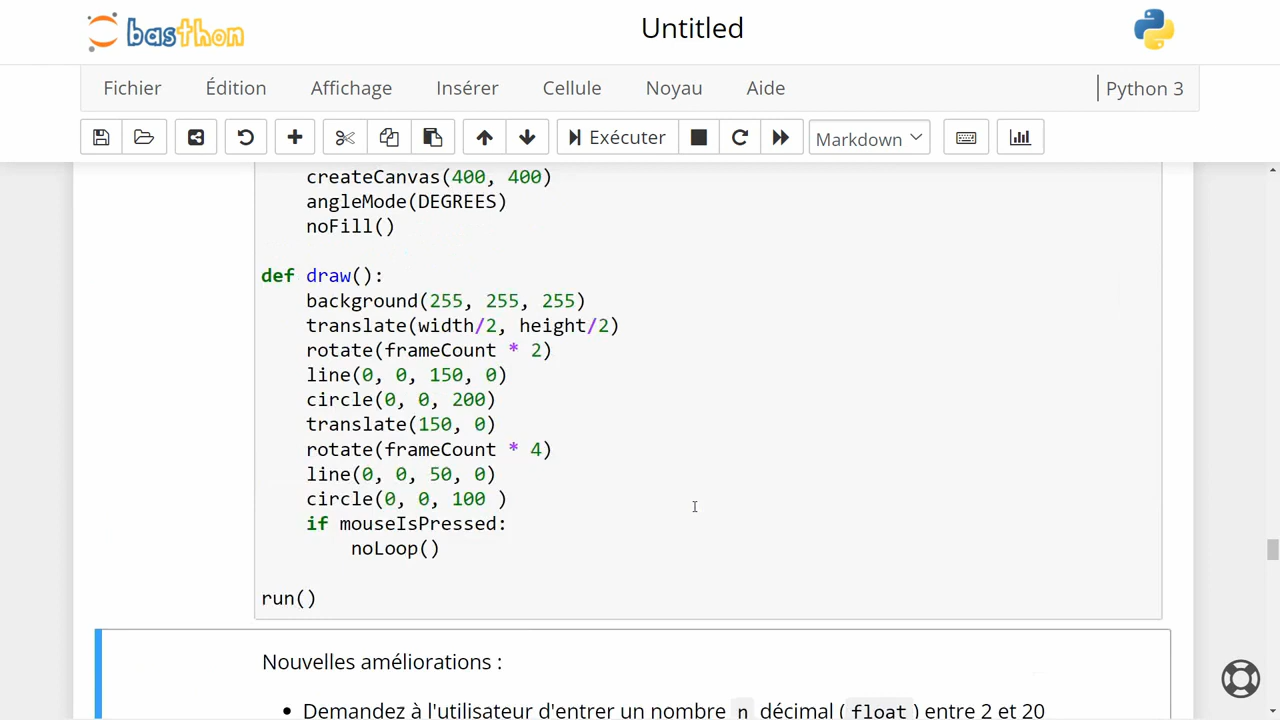 basthon
Untitled
Fichier Édition Affichage Insérer Cellule Noyau Aide Python 3
Exécuter Markdown
createCanvas(400, 400)
angleMode(DEGREES)
noFill()
def draw():
background(255, 255, 255)
translate(width/2, height/2)
rotate(frameCount * 2)
line(0, 0, 150, 0)
circle(0, 0, 200)
translate(150, 0)
rotate(frameCount * 4)
line(0, 0, 50, 0)
circle(0, 0, 100 )
if mouseIsPressed:
noLoop()
run()
Nouvelles améliorations :
• Demandez à l'utilisateur d'entrer un nombre n décimal ( float ) entre 2 et 20